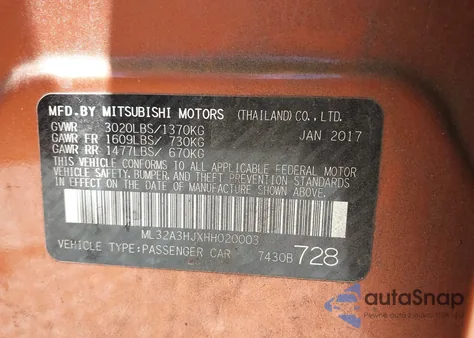 MFD.BY MITSUBISHI MOTORS (THAILAND) CO., LTD.
GVWR 3020LBS/1370KG JAN 2017
GAWR FR 1609LBS/ 730KG
GAWR RR 1477LBS/ 670KG
THIS VEHICLE CONFORMS TO ALL APPLICABLE FEDERAL MOTOR
VEHICLE SAFETY, BUMPER, AND THEFT PREVENTION STANDARDS
IN EFFECT ON THE DATE OF MANUFACTURE SHOWN ABOVE.
ML32A3HJXHH020003
VEHICLE TYPE:PASSENGER CAR 7430B 728
autoSnap